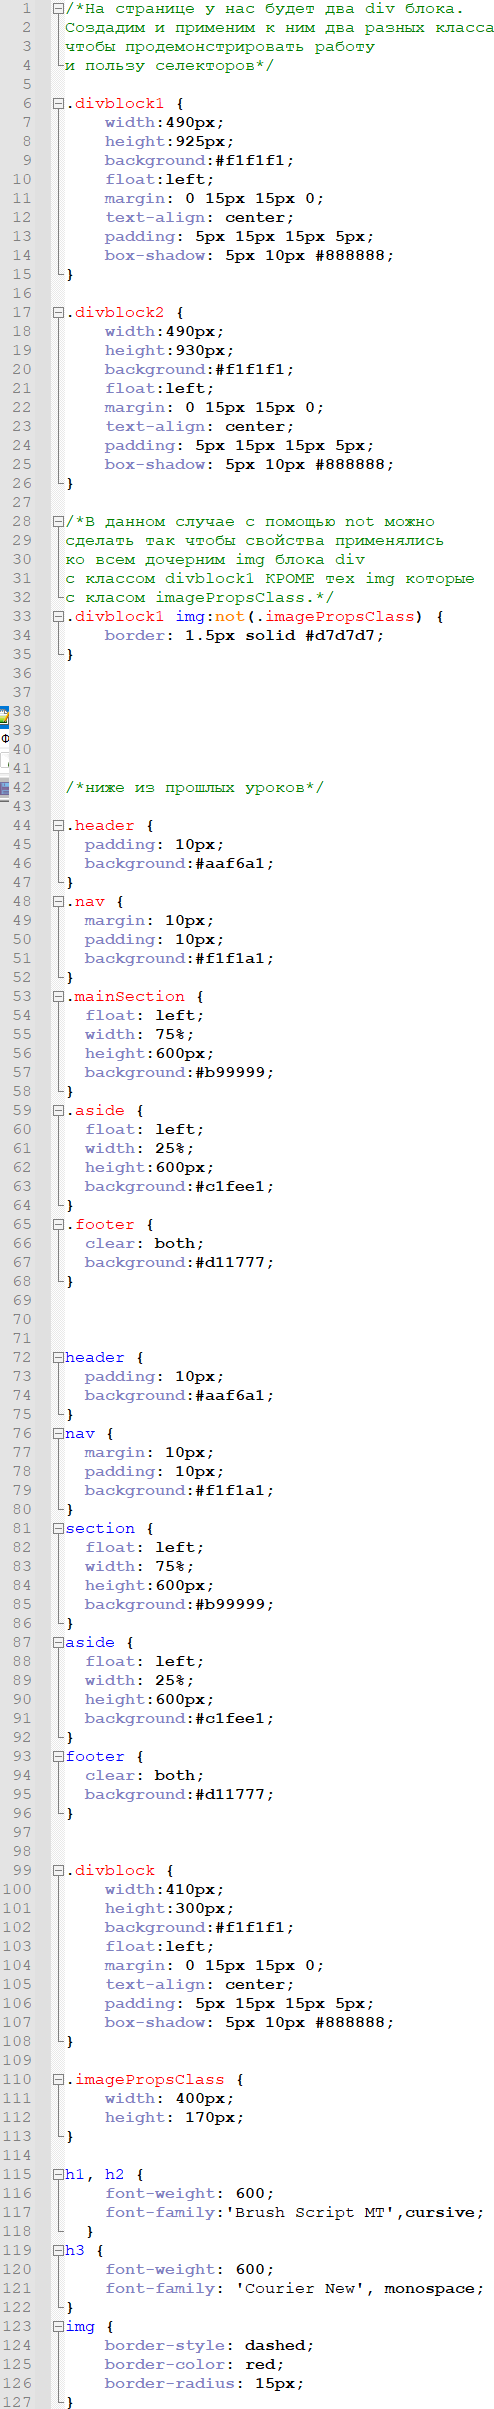 1 /*На странице у нас будет два div блока.
2 Создадим и применим к ним два разных класса
3 чтобы продемонстрировать работу
4 и пользу селекторов*/
5
6 .divblock1 {
7 width:490px;
8 height:925px;
9 background:#f1f1f1;
10 float:left;
11 margin: 0 15px 15px 0;
12 text-align: center;
13 padding: 5px 15px 15px 5px;
14 box-shadow: 5px 10px #888888;
15 }
16
17 .divblock2 {
18 width:490px;
19 height:930px;
20 background:#f1f1f1;
21 float:left;
22 margin: 0 15px 15px 0;
23 text-align: center;
24 padding: 5px 15px 15px 5px;
25 box-shadow: 5px 10px #888888;
26 }
27
28 /*В данном случае с помощью not можно
29 сделать так чтобы свойства применялись
30 ко всем дочерним img блока div
31 с классом divblock1 КРОМЕ тех img которые
32 с класом imagePropsClass.*/
33 .divblock1 img:not(.imagePropsClass) {
34 border: 1.5px solid #d7d7d7;
35 }
36
37
38
39
40
41
42 /*ниже из прошлых уроков*/
43
44 .header {
45 padding: 10px;
46 background:#aaf6a1;
47 }
48 .nav {
49 margin: 10px;
50 padding: 10px;
51 background:#f1f1a1;
52 }
53 .mainSection {
54 float: left;
55 width: 75%;
56 height:600px;
57 background:#b99999;
58 }
59 .aside {
60 float: left;
61 width: 25%;
62 height:600px;
63 background:#c1fee1;
64 }
65 .footer {
66 clear: both;
67 background:#d11777;
68 }
69
70
71
72 header {
73 padding: 10px;
74 background:#aaf6a1;
75 }
76 nav {
77 margin: 10px;
78 padding: 10px;
79 background:#f1f1a1;
80 }
81 section {
82 float: left;
83 width: 75%;
84 height:600px;
85 background:#b99999;
86 }
87 aside {
88 float: left;
89 width: 25%;
90 height:600px;
91 background:#c1fee1;
92 }
93 footer {
94 clear: both;
95 background:#d11777;
96 }
97
98
99 .divblock {
100 width:410px;
101 height:300px;
102 background:#f1f1f1;
103 float:left;
104 margin: 0 15px 15px 0;
105 text-align: center;
106 padding: 5px 15px 15px 5px;
107 box-shadow: 5px 10px #888888;
108 }
109
110 .imagePropsClass {
111 width: 400px;
112 height: 170px;
113 }
114
115 h1, h2 {
116 font-weight: 600;
117 font-family:'Brush Script MT',cursive;
118 }
119 h3 {
120 font-weight: 600;
121 font-family: 'Courier New', monospace;
122 }
123 img {
124 border-style: dashed;
125 border-color: red;
126 border-radius: 15px;
127 }